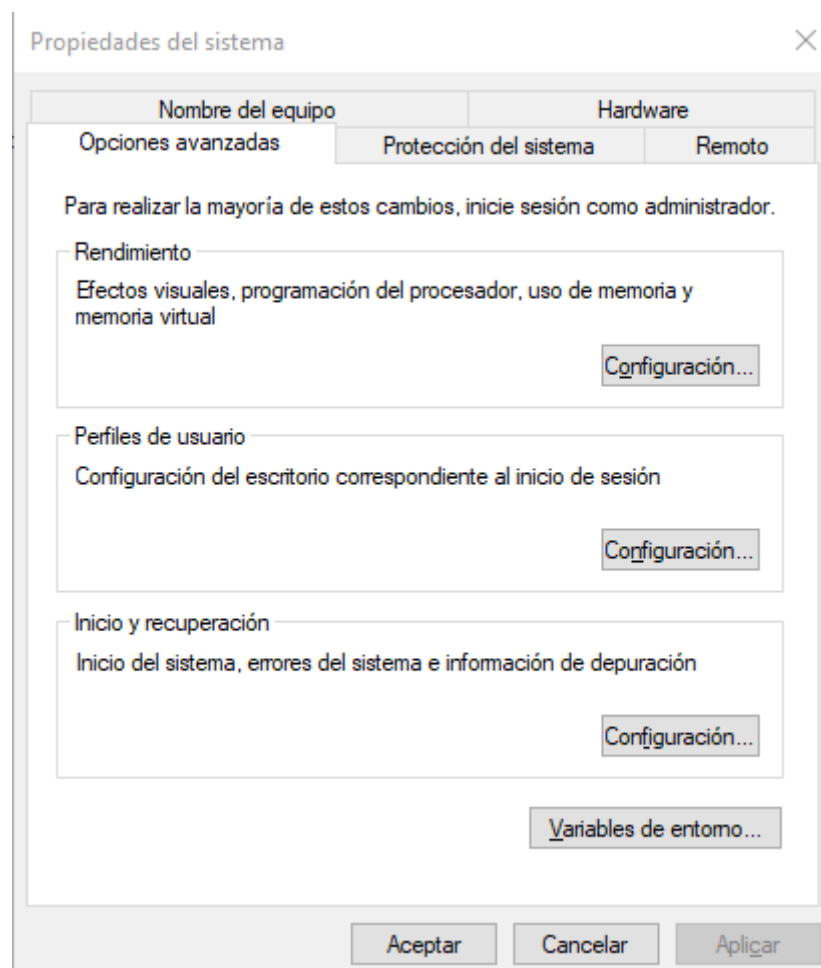 Propiedades del sistema
Nombre del equipo
Hardware
Opciones avanzadas
Protección del sistema
Remoto
Para realizar la mayoría de estos cambios, inicie sesión como administrador.
Rendimiento
Efectos visuales, programación del procesador, uso de memoria y
memoria virtual
Configuración...
Perfiles de usuario
Configuración del escritorio correspondiente al inicio de sesión
Configuración...
Inicio y recuperación
Inicio del sistema, errores del sistema e información de depuración
Configuración...
Variables de entorno...
Aceptar
Cancelar
Aplicar